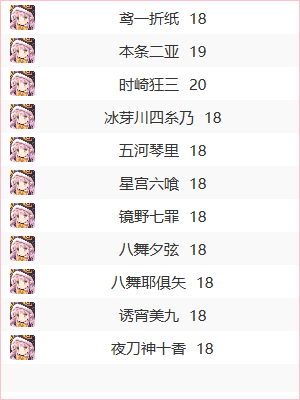 鸢一折纸 18
本条二亚 19
时崎狂三 20
冰芽川四糸乃 18
五河琴里 18
星宫六喰 18
镜野七罪 18
八舞夕弦 18
八舞耶俱矢 18
诱宵美九 18
夜刀神十香 18